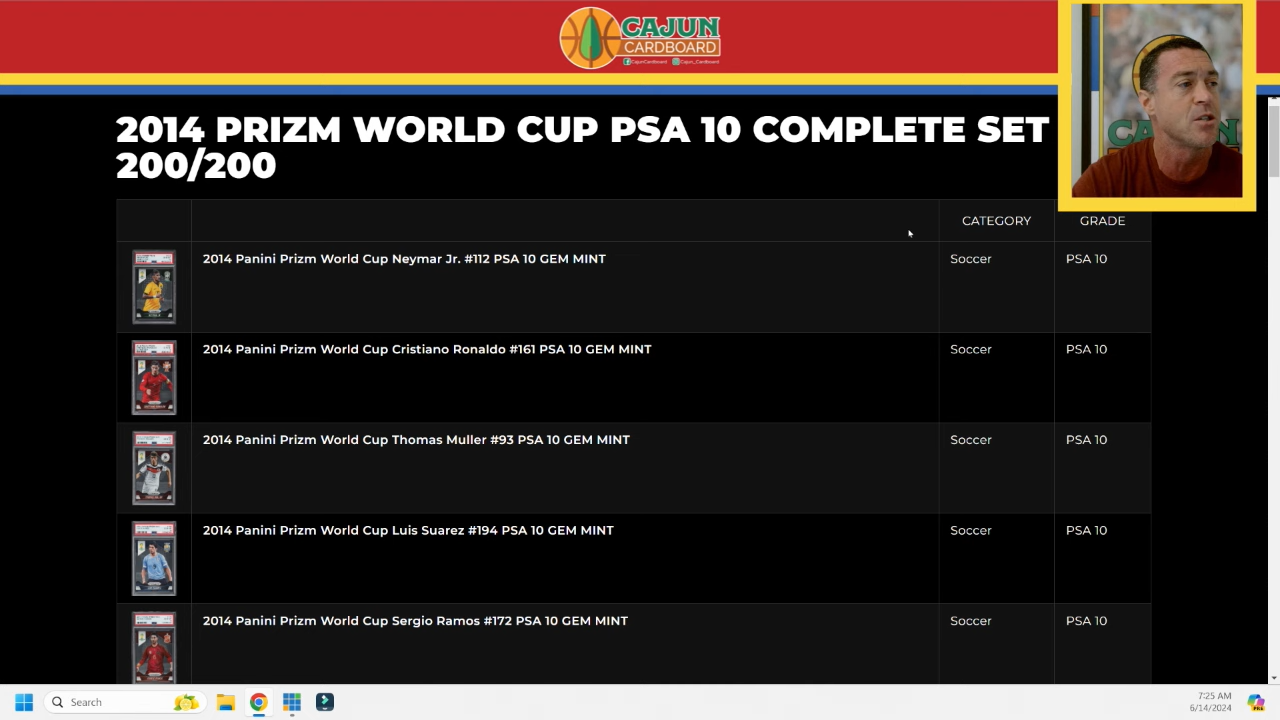 CAJUN
CARDBOARD
CajunCardboard Cajun_Cardboard
2014 PRIZM WORLD CUP PSA 10 COMPLETE SET
200/200
CATEGORY GRADE
2014 Panini Prizm World Cup Neymar Jr. #112 PSA 10 GEM MINT Soccer PSA 10
2014 Panini Prizm World Cup Cristiano Ronaldo #161 PSA 10 GEM MINT Soccer PSA 10
2014 Panini Prizm World Cup Thomas Muller #93 PSA 10 GEM MINT Soccer PSA 10
2014 Panini Prizm World Cup Luis Suarez #194 PSA 10 GEM MINT Soccer PSA 10
2014 Panini Prizm World Cup Sergio Ramos #172 PSA 10 GEM MINT Soccer PSA 10
Search
7:25 AM
6/14/2024